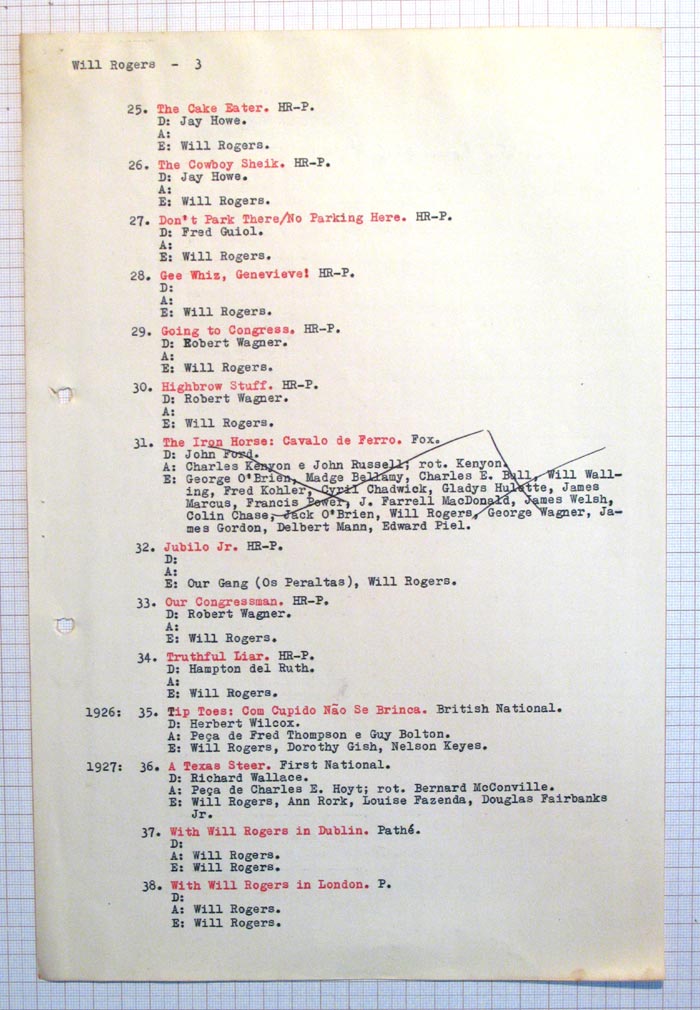 Will Rogers - 3
25. The Cake Eater. HR-P.
D: Jay Howe.
A:
E: Will Rogers.
26. The Cowboy Sheik. HR-P.
D: Jay Howe.
A:
E: Will Rogers.
27. Don't Park There/No Parking Here. HR-P.
D: Fred Guiol.
A:
E: Will Rogers.
28. Gee Whiz, Genevieve! HR-P.
D:
A:
E: Will Rogers.
29. Going to Congress. HR-P.
D: Robert Wagner.
A:
E: Will Rogers.
30. Highbrow Stuff. HR-P.
D: Robert Wagner.
A:
E: Will Rogers.
31. The Iron Horse: Cavalo de Ferro. Fox.
D: John Ford.
A: Charles Kenyon e John Russell; rot. Kenyon.
E: George O'Brien, Madge Bellamy, Charles E. Bull, Will Wall-
ing, Fred Kohler, Cyril Chadwick, Gladys Hulette, James
Marcus, Francis Power, J. Farrell MacDonald, James Welsh,
Colin Chase, Jack O'Brien, Will Rogers, George Wagner, Ja-
mes Gordon, Delbert Mann, Edward Piel.
32. Jubilo Jr. HR-P.
D:
A:
E: Our Gang (Os Peraltas), Will Rogers.
33. Our Congressman. HR-P.
D: Robert Wagner.
A:
E: Will Rogers.
34. Truthful Liar. HR-P.
D: Hampton del Ruth.
A:
E: Will Rogers.
1926: 35. Tip Toes: Com Cupido Não Se Brinca. British National.
D: Herbert Wilcox.
A: Peça de Fred Thompson e Guy Bolton.
E: Will Rogers, Dorothy Gish, Nelson Keyes.
1927: 36. A Texas Steer. First National.
D: Richard Wallace.
A: Peça de Charles E. Hoyt; rot. Bernard McConville.
E: Will Rogers, Ann Rork, Louise Fazenda, Douglas Fairbanks
Jr.
37. With Will Rogers in Dublin. Pathé.
D:
A: Will Rogers.
E: Will Rogers.
38. With Will Rogers in London. P.
D:
A: Will Rogers.
E: Will Rogers.